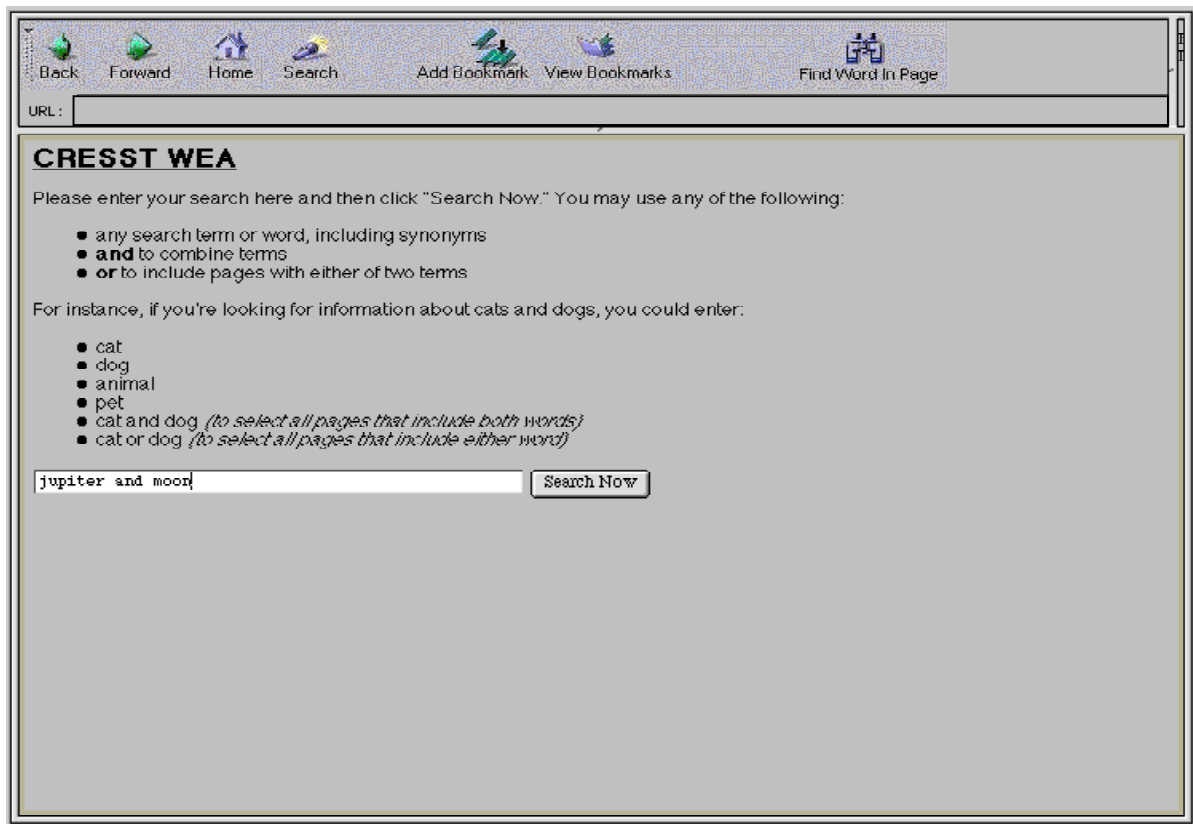 Back Forward Home Search Add Bookmark View Bookmarks Find Word In Page
URL:
CRESST WEA
Please enter your search here and then click "Search Now." You may use any of the following:
• any search term or word, including synonyms
• and to combine terms
• or to include pages with either of two terms
For instance, if you're looking for information about cats and dogs, you could enter:
• cat
• dog
• animal
• pet
• cat and dog (to select all pages that include both words)
• cat or dog (to select all pages that include either word)
jupiter and moon Search Now